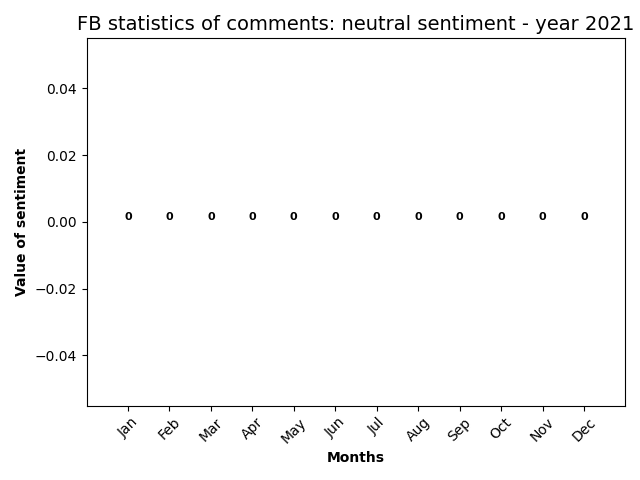 FB statistics of comments: neutral sentiment - year 2021
0.04
0.02
0.00
−0.02
−0.04
Value of sentiment
0 0 0 0 0 0 0 0 0 0 0 0
Jan Feb Mar Apr May Jun Jul Aug Sep Oct Nov Dec
Months